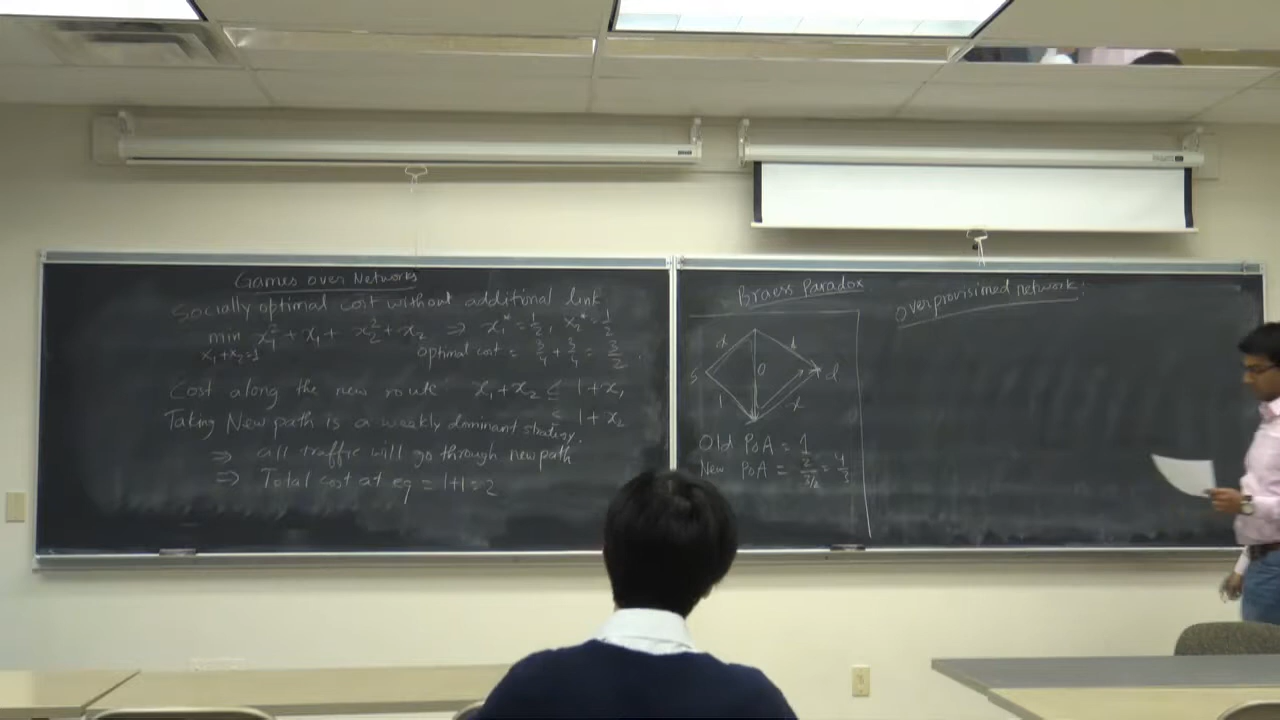 Games over Networks
Socially optimal cost without additional link
min x₁² + x₁ + x₂² + x₂ ⇒ x₁* = 1/2, x₂* = 1/2
x₁+x₂=1
optimal cost = 3/4 + 3/4 = 3/2.
Cost along the new route: x₁+x₂ ≤ 1+x₁
≤ 1+x₂
Taking New path is a weakly dominant strategy.
⇒ all traffic will go through new path
⇒ Total cost at eq = 1+1=2
Braess Paradox
x 1
s 0 d
1 x
Old PoA = 1
New PoA = 2/3/2 = 4/3
Overprovisioned network: